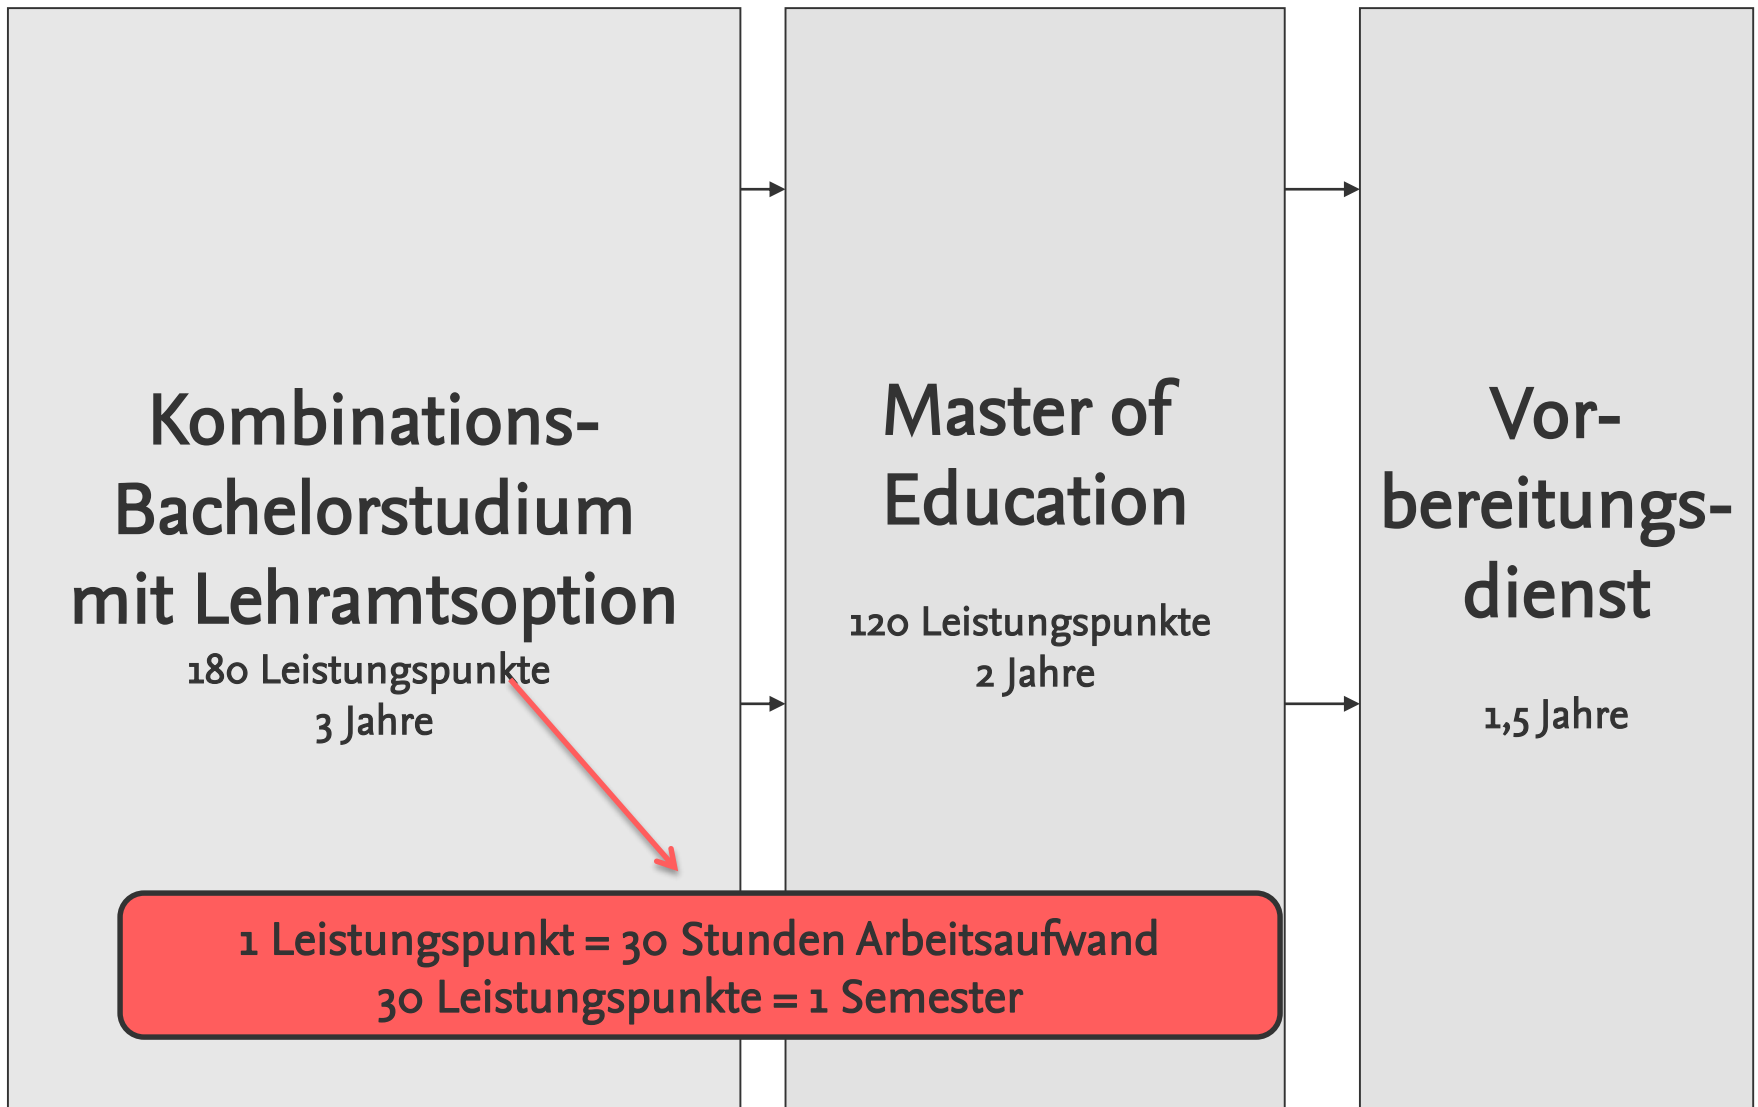 Kombinations-
Bachelorstudium
mit Lehramtsoption
180 Leistungspunkte
3 Jahre
Master of
Education
120 Leistungspunkte
2 Jahre
Vor-
bereitungs-
dienst
1,5 Jahre
1 Leistungspunkt = 30 Stunden Arbeitsaufwand
30 Leistungspunkte = 1 Semester